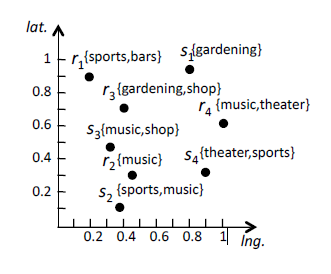 lat.
1
r1{sports,bars}
s1{gardening}
0.8
r3{gardening,shop}
r4 {music,theater}
0.6
s3{music,shop}
0.4
r2{music}
s4{theater,sports}
0.2
s2 {sports,music}
0.2 0.4 0.6 0.8 1
lng.